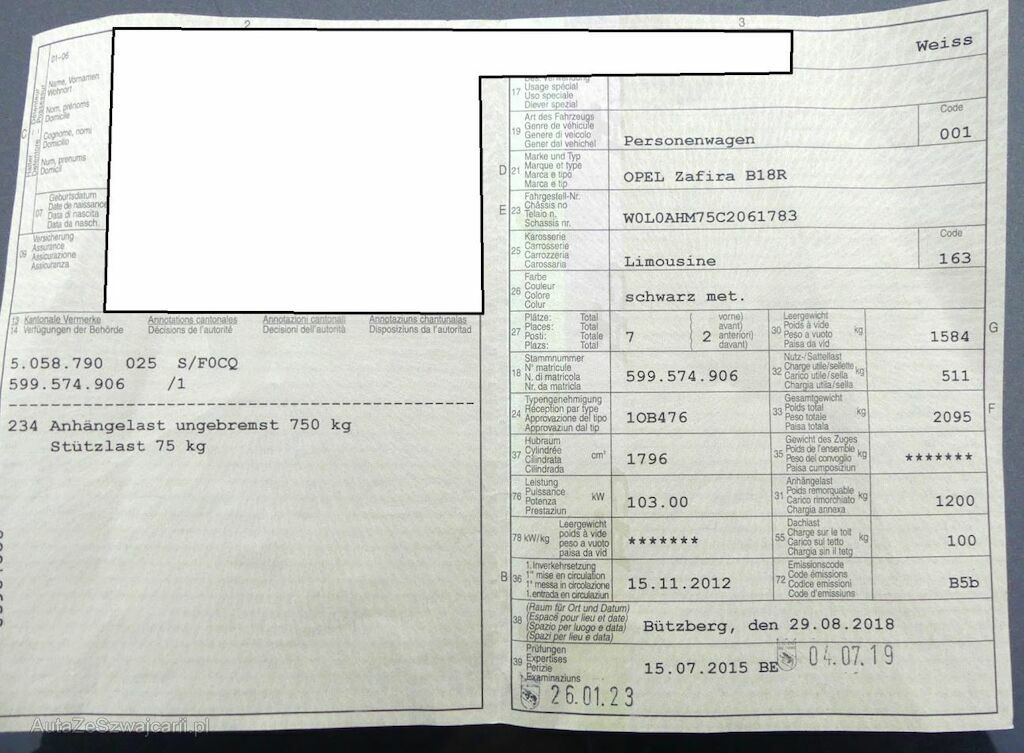 2
3
Weiss
01-06
Name, Vornamen
Wohnort
Nom, prénoms
Domicile
Cognome, nomi
Domicilio
Num, prenums
Domicil
C
07
Geburtsdatum
Date de naissance
Data di nascita
Data da nasch.
09
Versicherung
Assurance
Assicurazione
Assicuranza
13 Kantonale Vermerke Annotations cantonales Annotazioni cantonali Annotaziuns chantunalas
14 Verfügungen der Behörde Décisions de l'autorité Decisioni dell'autorità Disposiziuns da l'autoritad
5.058.790 025 S/F0CQ
599.574.906 /1
234 Anhängelast ungebremst 750 kg
Stützlast 75 kg
17
Usage spécial
Uso speciale
Diever spezial
19
Art des Fahrzeugs
Genre de véhicule
Genere di veicolo
Gener dal vehichel
Personenwagen
Code
001
D 21
Marke und Typ
Marque et type
Marca e tipo
Marca e tip
OPEL Zafira B18R
E 23
Fahrgestell-Nr.
Châssis no
Telaio n.
Schassis nr.
W0L0AHM75C2061783
25
Karosserie
Carrosserie
Carrozzeria
Carossaria
Limousine
Code
163
26
Farbe
Couleur
Colore
Colur
schwarz met.
27
Plätze: Total
Places: Total
Posti: Totale
Plazs: Total
7
2
vorne)
avant)
anteriori)
davant)
30
Leergewicht
Poids à vide
Peso a vuoto
Paisa da vid
kg
1584
G
18
Stammnummer
N° matricule
N. di matricola
Nr. da matricla
599.574.906
32
Nutz-/Sattellast
Charge utile/sellette
Carico utile/sella
Chargia utila/sella
kg
511
24
Typengenehmigung
Réception par type
Approvazione del tipo
Approvaziun dal tip
1OB476
33
Gesamtgewicht
Poids total
Peso totale
Paisa totala
kg
2095
F
37
Hubraum
Cylindrée
Cilindrata
Cilindrada
cm³
1796
35
Gewicht des Zuges
Poids de l'ensemble
Peso del convoglio
Paisa cumposiziun
kg
*******
76
Leistung
Puissance
Potenza
Prestaziun
kW
103.00
31
Anhängelast
Poids remorquable
Carico rimorchiato
Chargia annexa
kg
1200
78 kW/kg
Leergewicht
poids à vide
peso a vuoto
paisa da vid
*******
55
Dachlast
Charge sur le toit
Carico sul tetto
Chargia sin il tetg
kg
100
B 36
1. Inverkehrsetzung
1re mise en circulation
1a messa in circolazione
1. entrada en circulaziun
15.11.2012
72
Emissionscode
Code émissions
Codice emissioni
Code d'emissiuns
B5b
38
(Raum für Ort und Datum)
(Espace pour lieu et date)
(Spazio per luogo e data)
(Spazi per lieu e data)
Bützberg, den 29.08.2018
39
Prüfungen
Expertises
Perizie
Examinaziuns
15.07.2015 BE
04.07.19
26.01.23
AutaZeSzwajcarii.pl